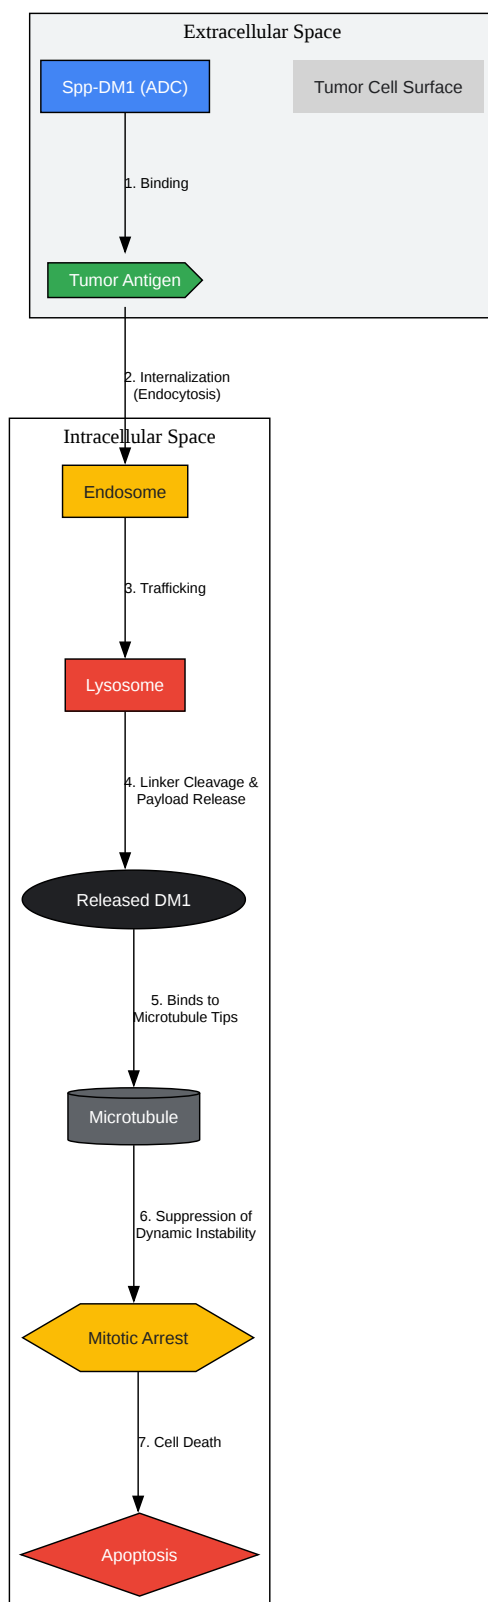 Extracellular Space
Spp-DM1 (ADC)
Tumor Cell Surface
1. Binding
Tumor Antigen
2. Internalization
(Endocytosis)
Intracellular Space
Endosome
3. Trafficking
Lysosome
4. Linker Cleavage &
Payload Release
Released DM1
5. Binds to
Microtubule Tips
Microtubule
6. Suppression of
Dynamic Instability
Mitotic Arrest
7. Cell Death
Apoptosis